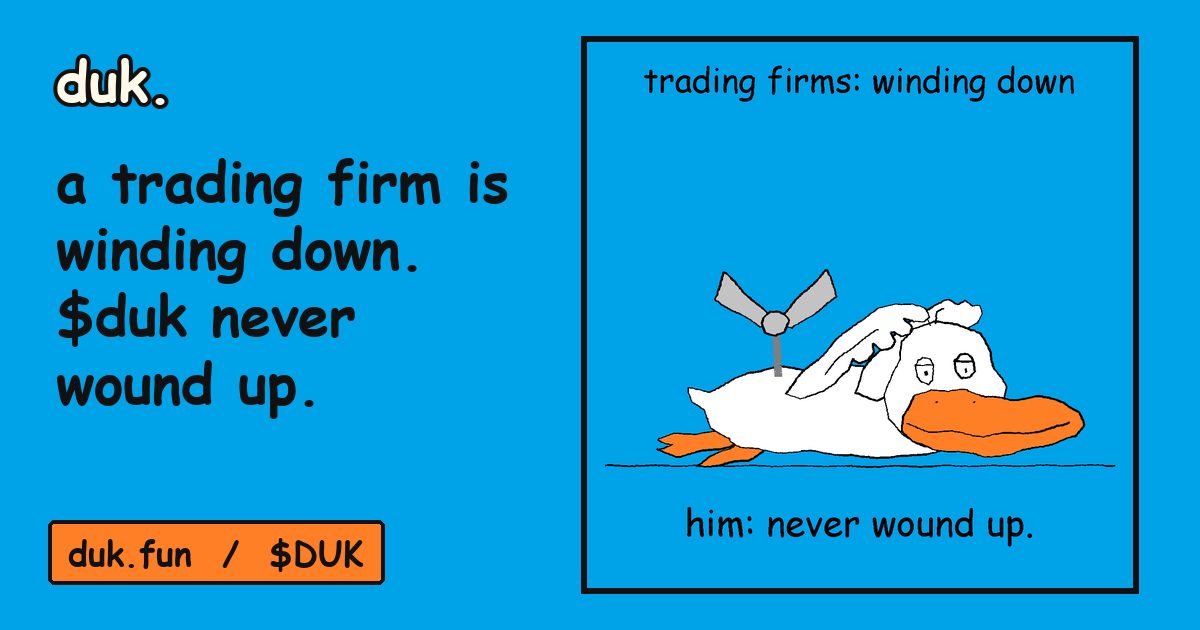 duk.
a trading firm is
winding down.
$duk never
wound up.
duk.fun / $DUK
trading firms: winding down
him: never wound up.